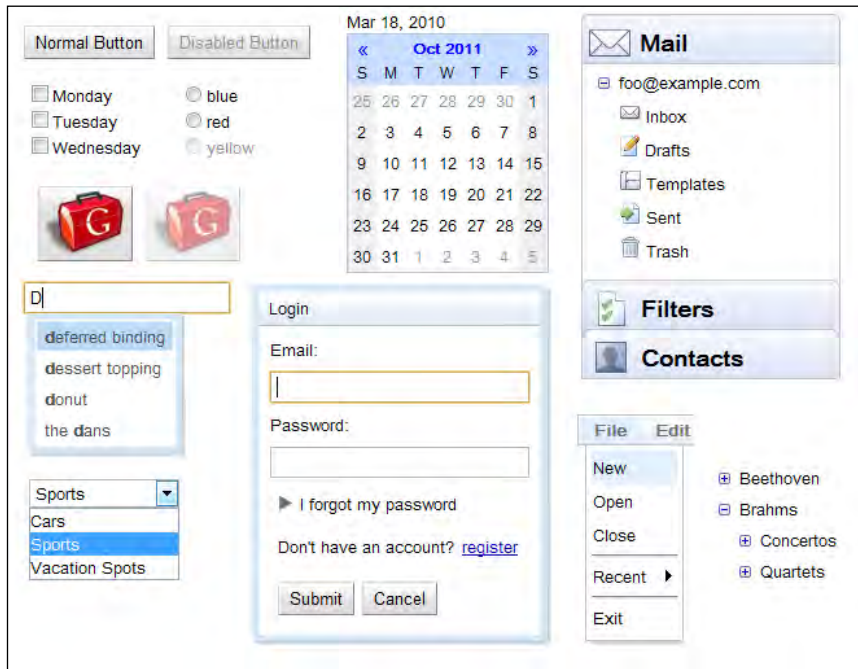 Normal Button
Disabled Button
Monday
Tuesday
Wednesday
blue
red
yellow
G
G
D
deferred binding
dessert topping
donut
the dans
Sports
Cars
Sports
Vacation Spots
Mar 18, 2010
« Oct 2011 »
S M T W T F S
25 26 27 28 29 30 1
2 3 4 5 6 7 8
9 10 11 12 13 14 15
16 17 18 19 20 21 22
23 24 25 26 27 28 29
30 31 1 2 3 4 5
Login
Email:
Password:
I forgot my password
Don't have an account? register
Submit
Cancel
Mail
foo@example.com
Inbox
Drafts
Templates
Sent
Trash
Filters
Contacts
File Edit
New
Open
Close
Recent
Exit
Beethoven
Brahms
Concertos
Quartets